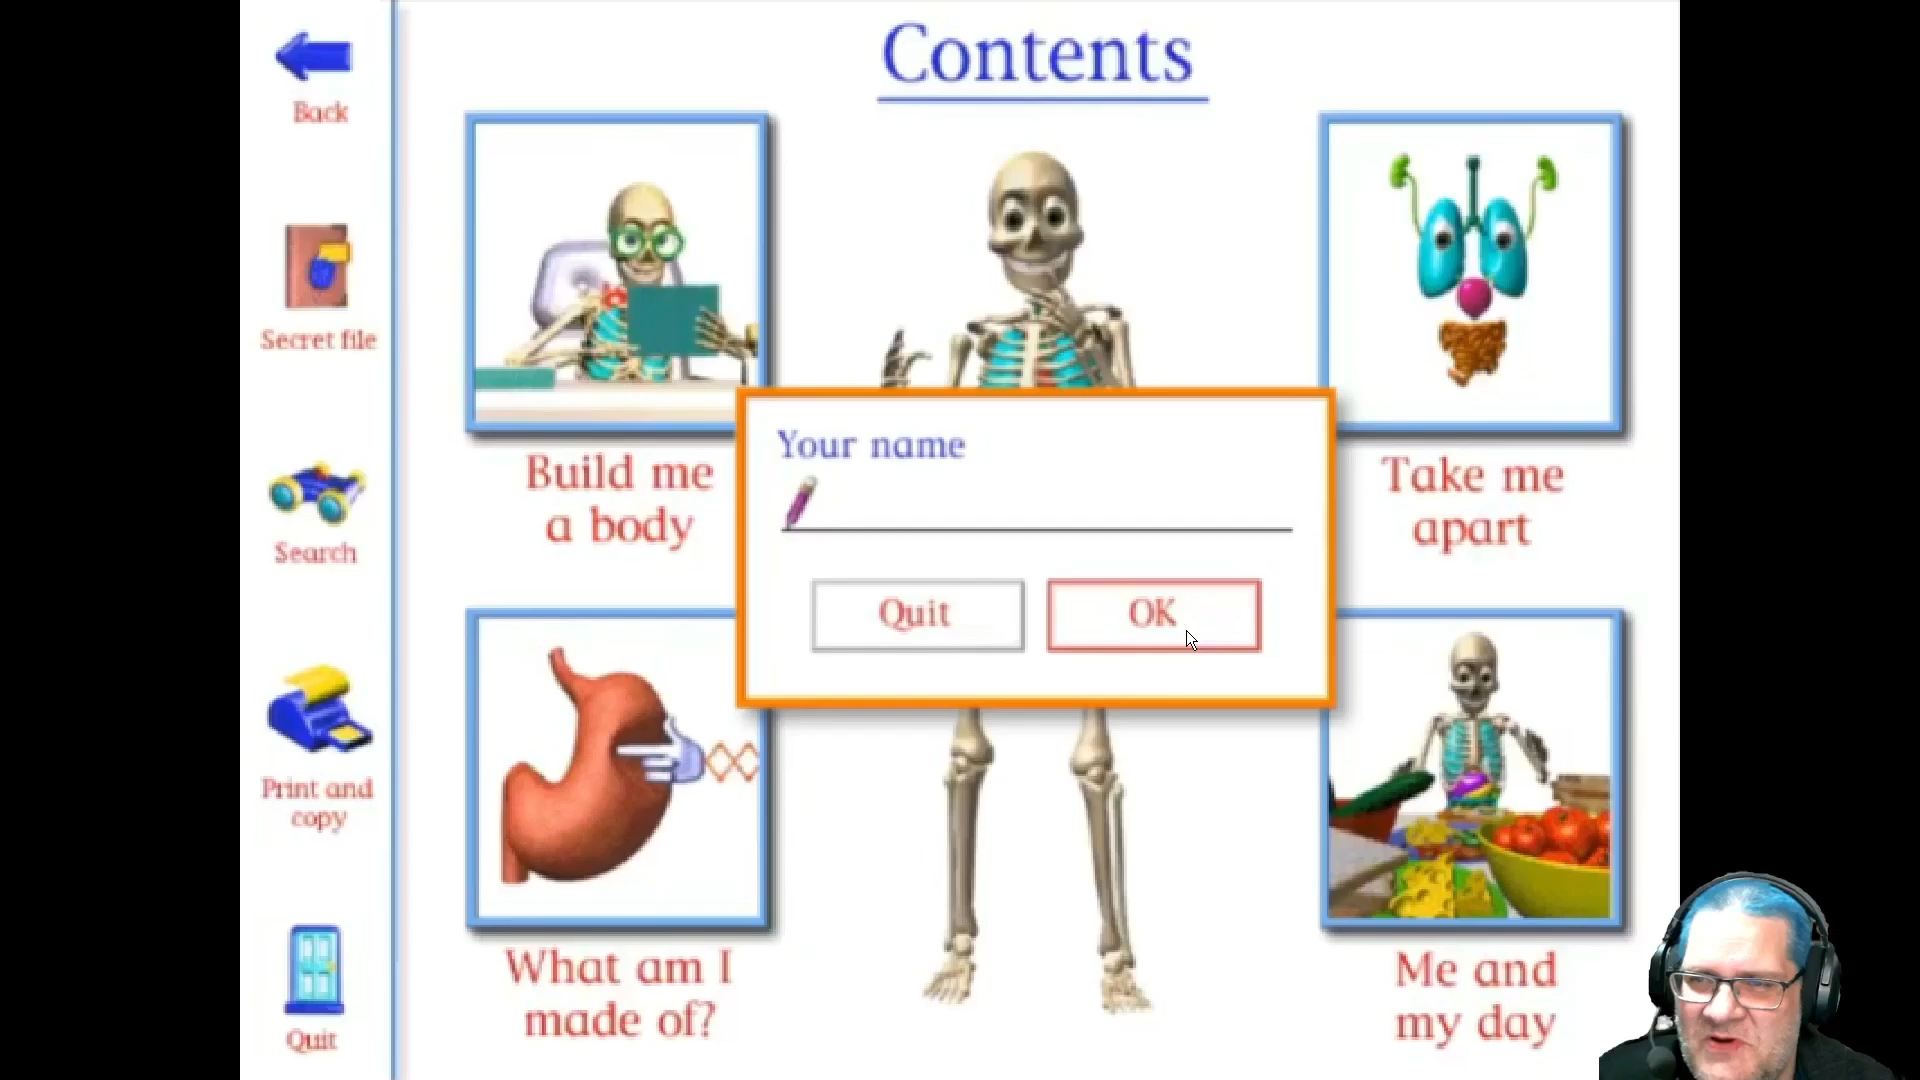 Contents
Back
Secret file
Search
Print and
copy
Quit
Build me
a body
Take me
apart
Your name
Quit
OK
What am I
made of?
Me and
my day